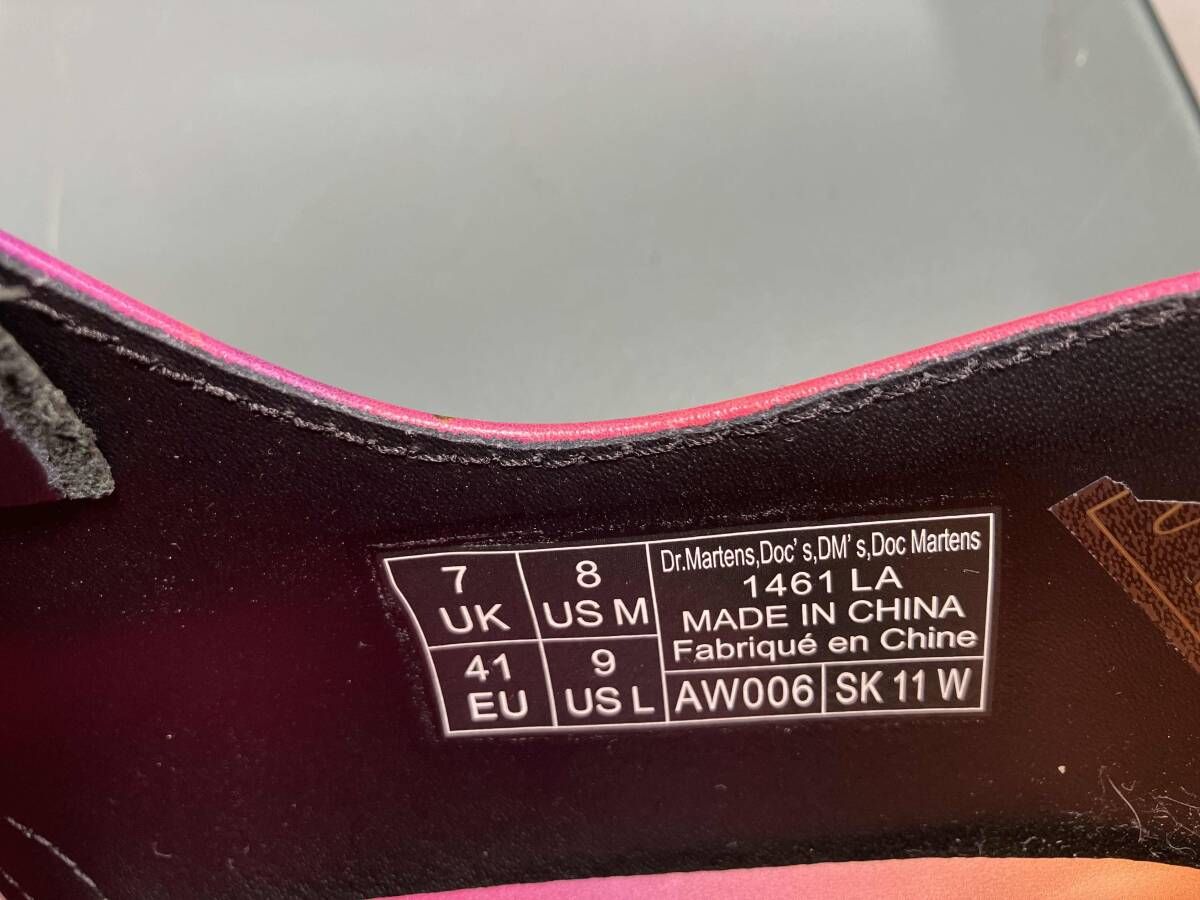 7
UK
8
US M
41
EU
9
US L
Dr.Martens,Doc's,DM's,Doc Martens
1461 LA
MADE IN CHINA
Fabriqué en Chine
AW006
SK 11 W